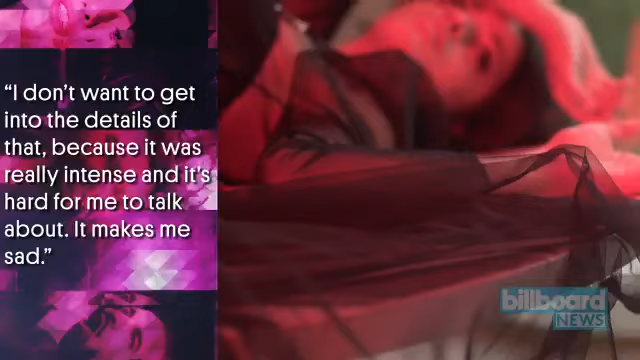 “I don’t want to get
into the details of
that, because it was
really intense and it’s
hard for me to talk
about. It makes me
sad.”
billboard
NEWS